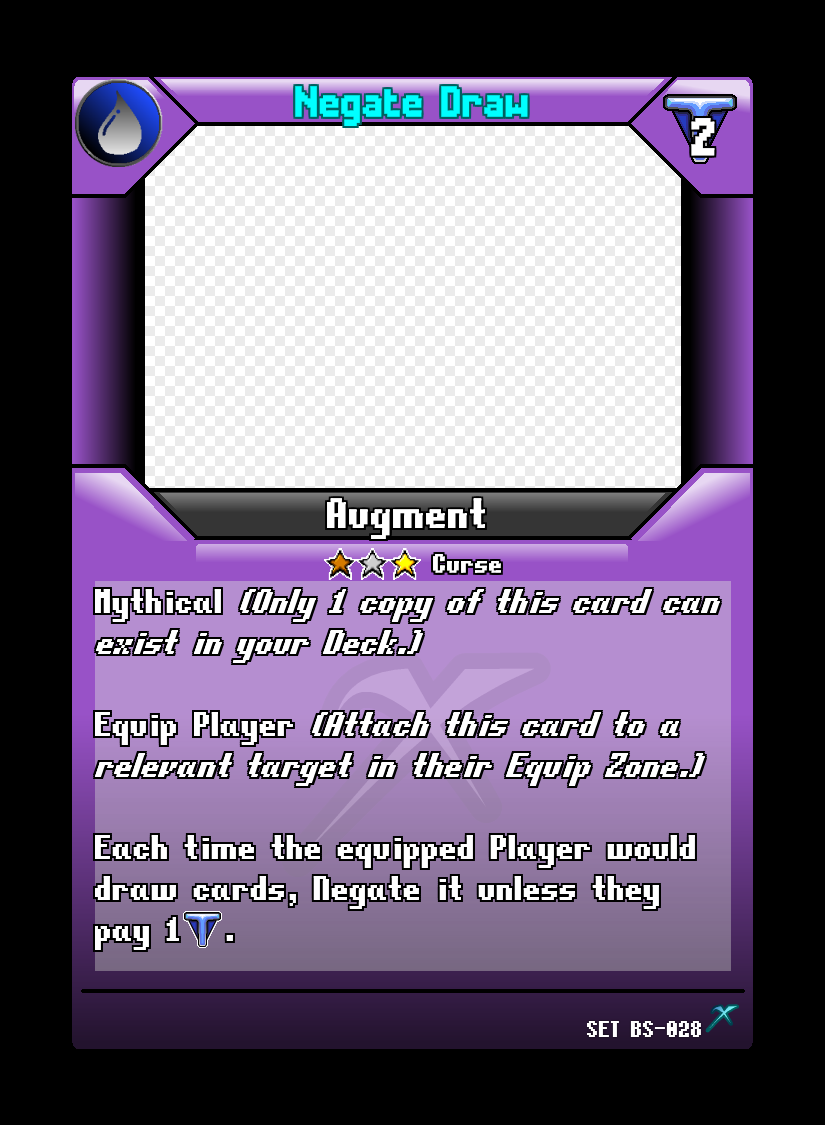 Negate Draw
2
Augment
Curse
Mythical (Only 1 copy of this card can
exist in your Deck.)
Equip Player (Attach this card to a
relevant target in their Equip Zone.)
Each time the equipped Player would
draw cards, Negate it unless they
pay 1 .
SET BS-028